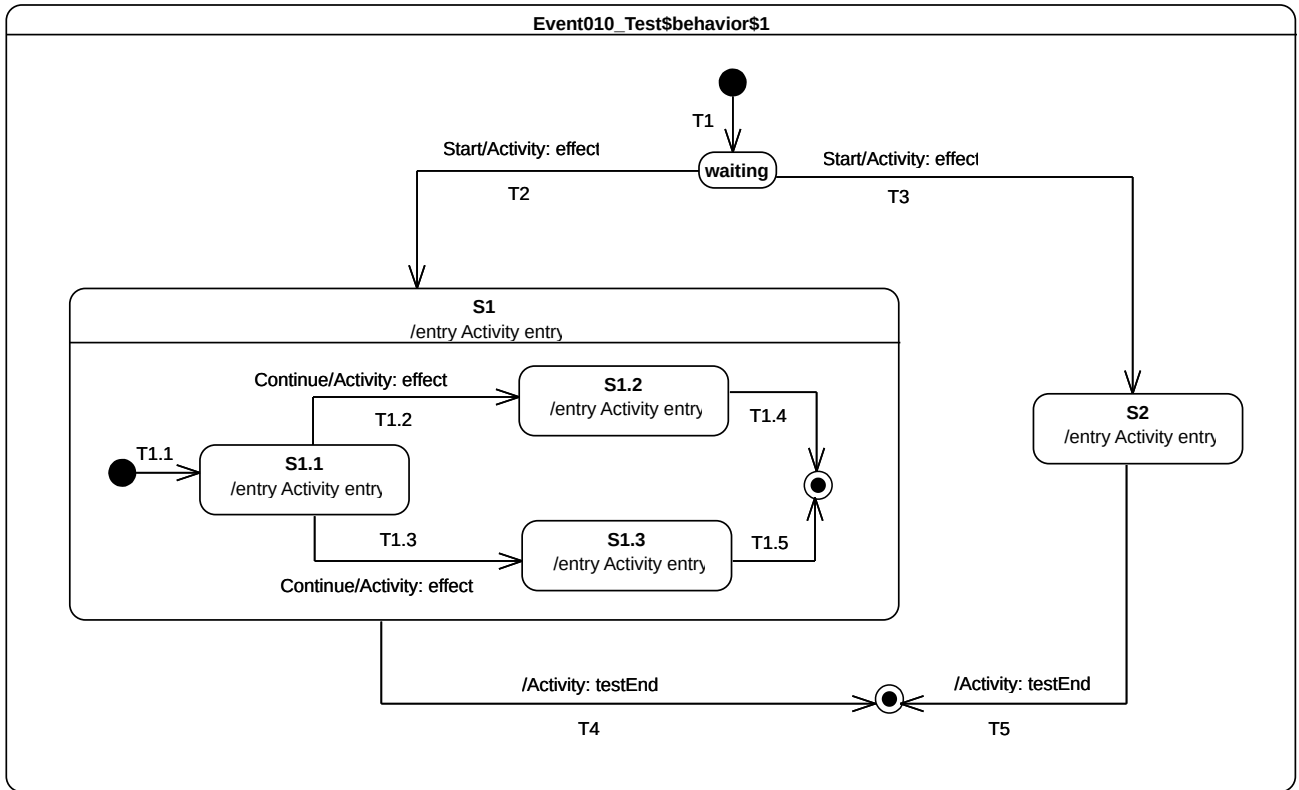 Event010_Test$behavior$1
T1
Start/Activity: effect
Start/Activity: effect
waiting
T2
T3
S1
/entry Activity entry
Continue/Activity: effect
S1.2
/entry Activity entry
T1.2
T1.4
S2
/entry Activity entry
T1.1
S1.1
/entry Activity entry
T1.3
S1.3
/entry Activity entry
T1.5
Continue/Activity: effect
/Activity: testEnd
/Activity: testEnd
T4
T5